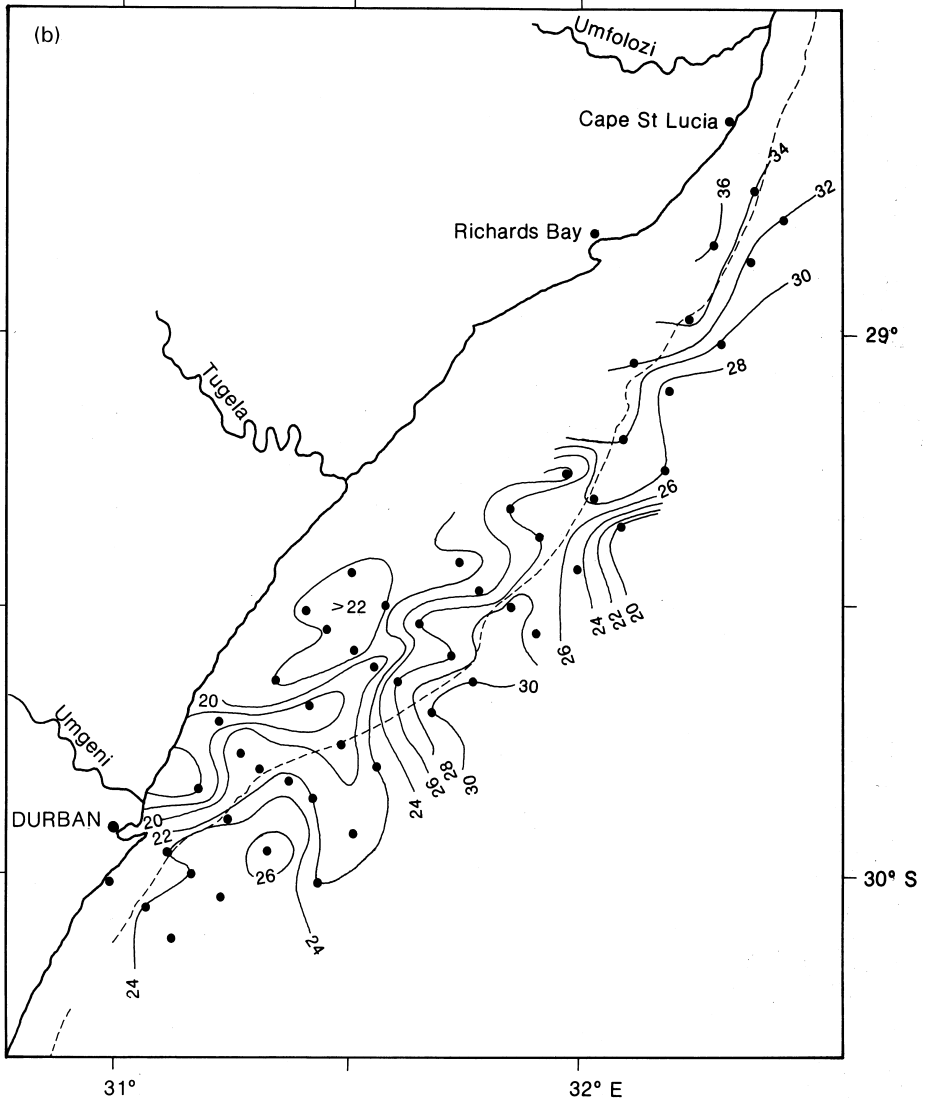 (b)
Umfolozi
Cape St Lucia
34
36
32
Richards Bay
30
29°
28
Tugela
26
>22
20
22
24
26
30
20
Umgeni
28
30
26
24
DURBAN
20
22
26
30° S
24
24
31°
32° E